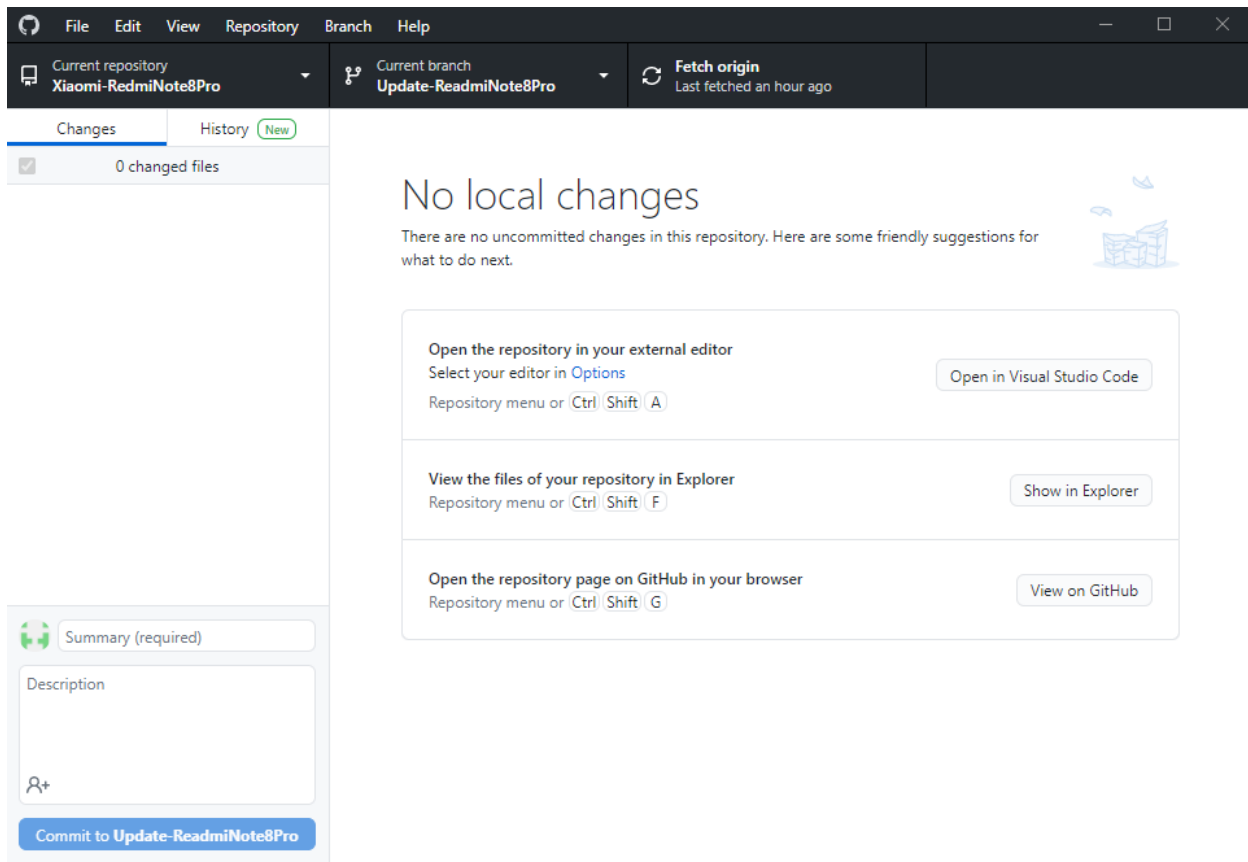 File Edit View Repository Branch Help
Current repository
Xiaomi-RedmiNote8Pro
Current branch
Update-ReadmiNote8Pro
Fetch origin
Last fetched an hour ago
Changes
History New
0 changed files
No local changes
There are no uncommitted changes in this repository. Here are some friendly suggestions for
what to do next.
Open the repository in your external editor
Select your editor in Options
Repository menu or Ctrl Shift A
Open in Visual Studio Code
View the files of your repository in Explorer
Repository menu or Ctrl Shift F
Show in Explorer
Open the repository page on GitHub in your browser
Repository menu or Ctrl Shift G
View on GitHub
Summary (required)
Description
Commit to Update-ReadmiNote8Pro